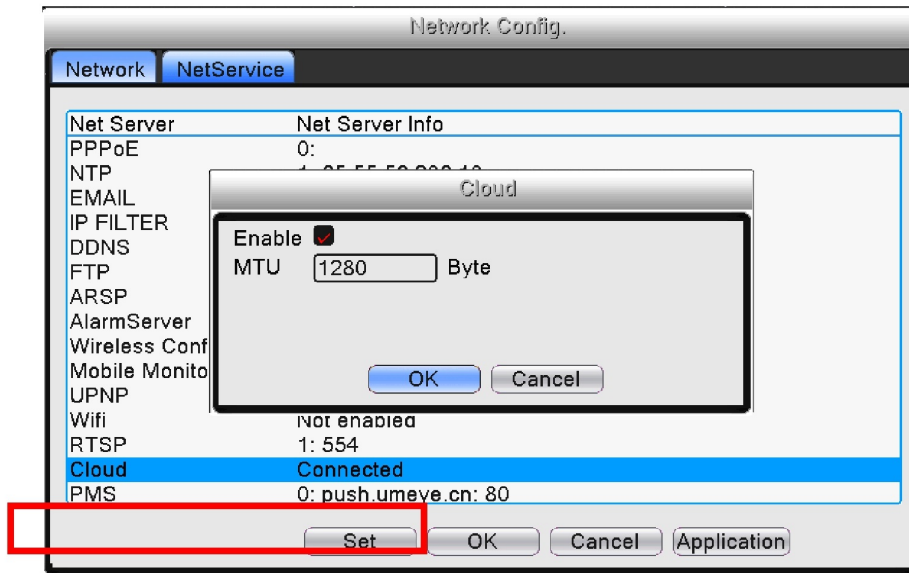 Network Config.
Network NetService
Net Server Net Server Info
PPPoE 0:
NTP
EMAIL
IP FILTER
DDNS
FTP
ARSP
AlarmServer
Wireless Conf
Mobile Monito
UPNP
Wifi Not enabled
RTSP 1: 554
Cloud Connected
PMS 0: push.umeye.cn: 80
Set OK Cancel Application
Cloud
Enable
MTU 1280 Byte
OK Cancel